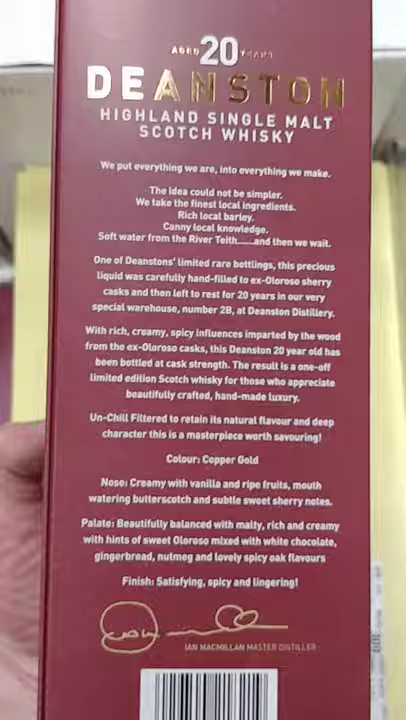 AGED 20 YEARS
DEANSTON
HIGHLAND SINGLE MALT
SCOTCH WHISKY
We put everything we are, into everything we make.
The idea could not be simpler.
We take the finest local ingredients.
Rich local barley.
Canny local knowledge.
Soft water from the River Teith......and then we wait.
One of Deanstons' limited rare bottlings, this precious
liquid was carefully hand-filled to ex-Oloroso sherry
casks and then left to rest for 20 years in our very
special warehouse, number 2B, at Deanston Distillery.
With rich, creamy, spicy influences imparted by the wood
from the ex-Oloroso casks, this Deanston 20 year old has
been bottled at cask strength. The result is a one-off
limited edition Scotch whisky for those who appreciate
beautifully crafted, hand-made luxury.
Un-Chill Filtered to retain its natural flavour and deep
character this is a masterpiece worth savouring!
Colour: Copper Gold
Nose: Creamy with vanilla and ripe fruits, mouth
watering butterscotch and subtle sweet sherry notes.
Palate: Beautifully balanced with malty, rich and creamy
with hints of sweet Oloroso mixed with white chocolate,
gingerbread, nutmeg and lovely spicy oak flavours
Finish: Satisfying, spicy and lingering!
IAN MACMILLAN MASTER DISTILLER